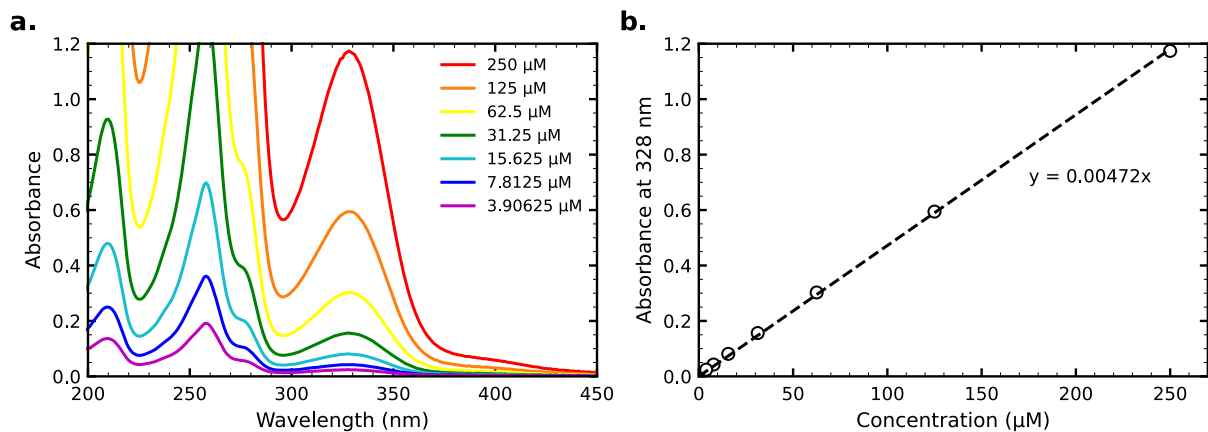 a.
1.2
1.0
0.8
0.6
0.4
0.2
0.0
Absorbance
200
250
300
350
400
450
Wavelength (nm)
250 μM
125 μM
62.5 μM
31.25 μM
15.625 μM
7.8125 μM
3.90625 μM
b.
1.2
1.0
0.8
0.6
0.4
0.2
0.0
Absorbance at 328 nm
0
50
100
150
200
250
Concentration (μM)
y = 0.00472x